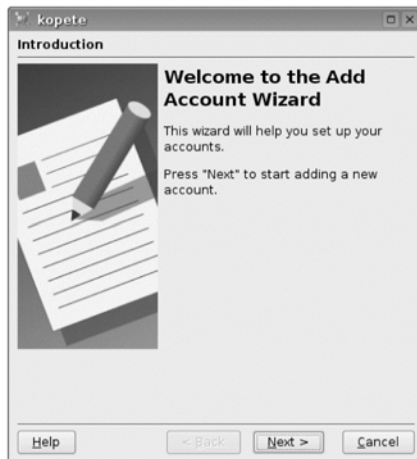 kopete
Introduction
Welcome to the Add
Account Wizard
This wizard will help you set up your
accounts.
Press "Next" to start adding a new
account.
Help
< Back
Next >
Cancel